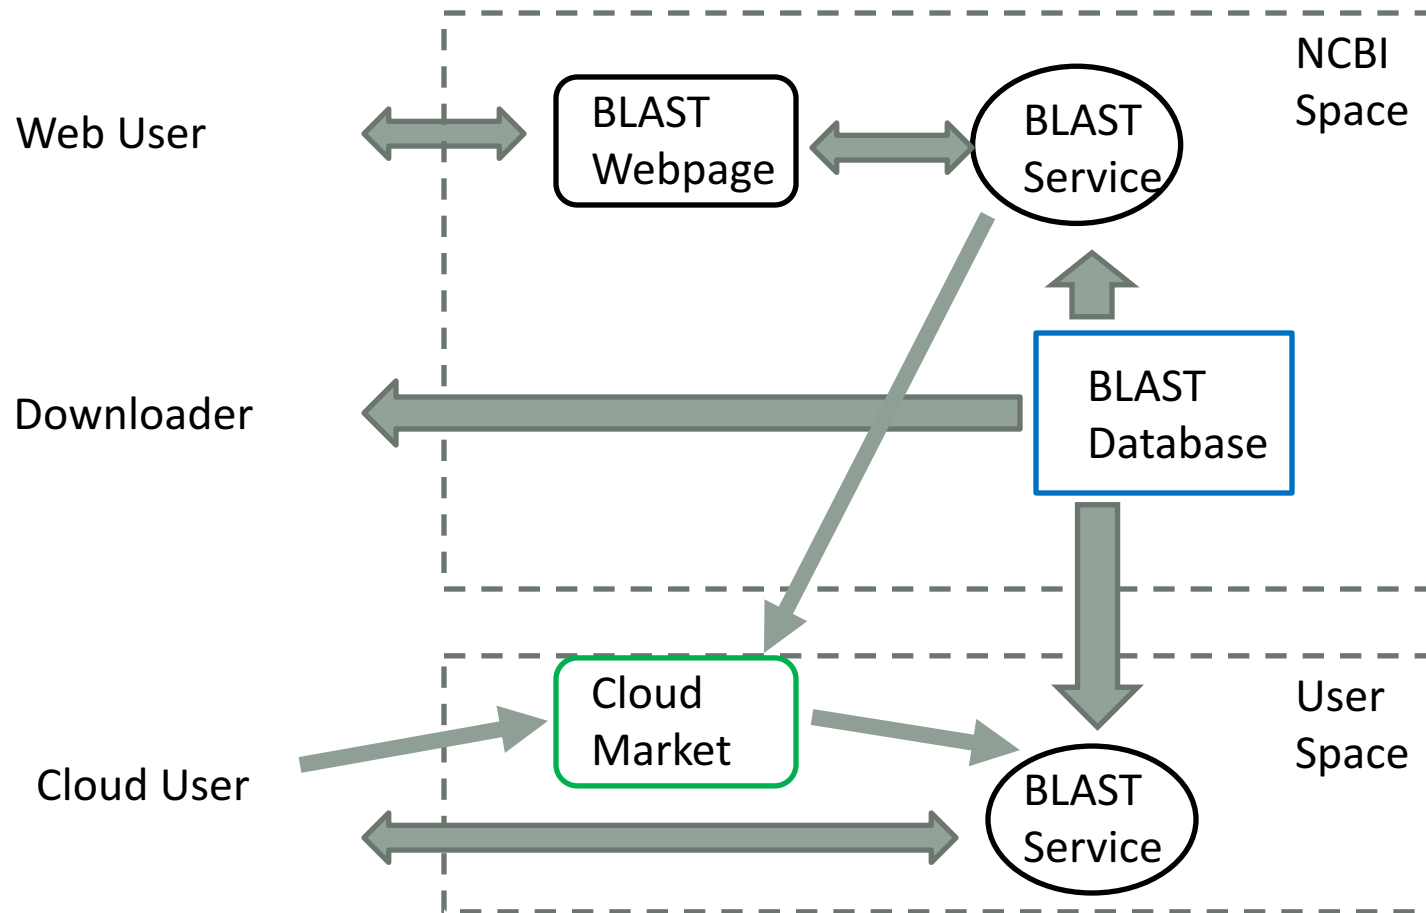 NCBI
Space
Web User
BLAST
Webpage
BLAST
Service
Downloader
BLAST
Database
Cloud User
Cloud
Market
BLAST
Service
User
Space